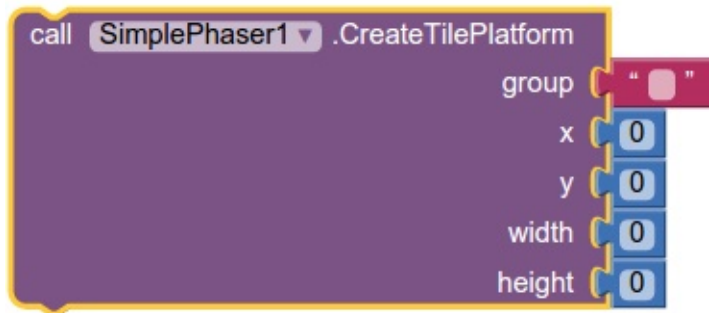 call SimplePhaser1 .CreateTilePlatform
group " "
x 0
y 0
width 0
height 0